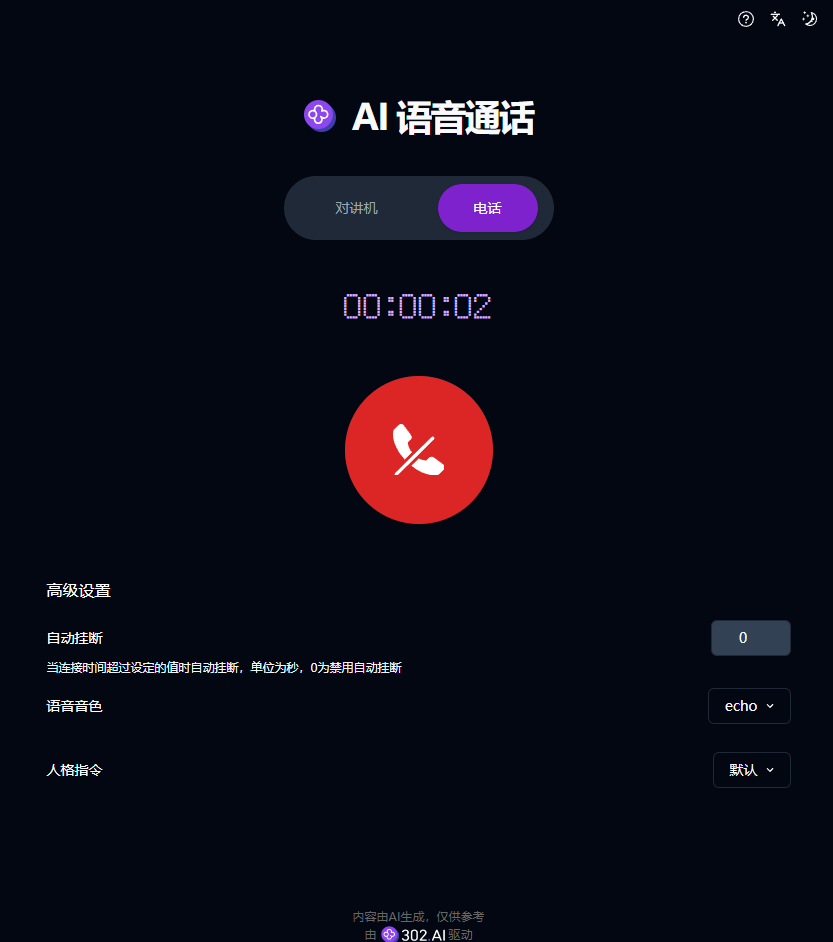 AI 语音通话
对讲机 电话
00:00:02
高级设置
自动挂断 0
当连接时间超过设定的值时自动挂断，单位为秒，0为禁用自动挂断
语音音色 echo
人格指令 默认
内容由AI生成，仅供参考
由 302.AI 驱动